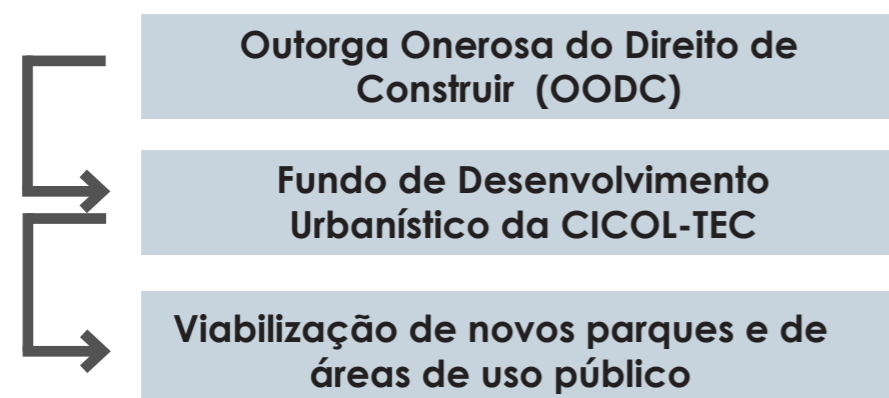 Outorga Onerosa do Direito de
Construir (OODC)
Fundo de Desenvolvimento
Urbanístico da CICOL-TEC
Viabilização de novos parques e de
áreas de uso público